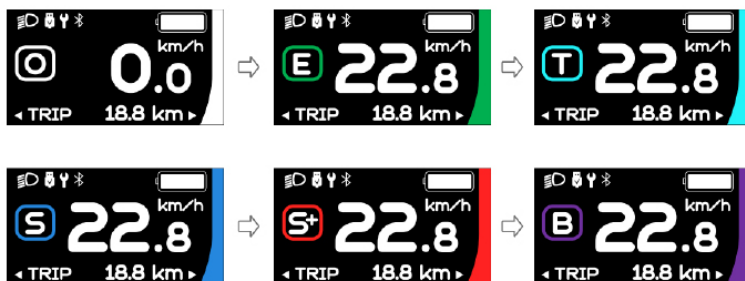 km/h
O 0.0
TRIP 18.8 km
km/h
E 22.8
TRIP 18.8 km
km/h
T 22.8
TRIP 18.8 km
km/h
S 22.8
TRIP 18.8 km
km/h
S+ 22.8
TRIP 18.8 km
km/h
B 22.8
TRIP 18.8 km